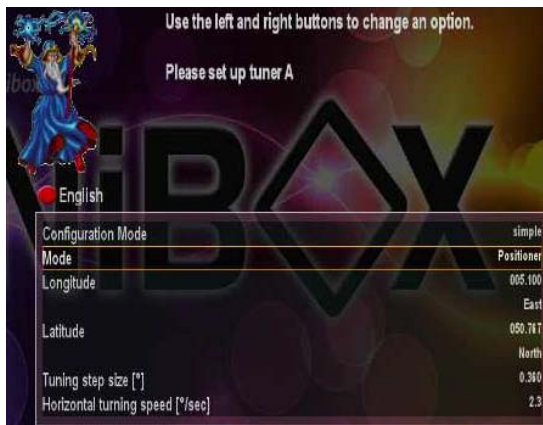 Use the left and right buttons to change an option.
Please set up tuner A
English
Configuration Mode simple
Mode Positioner
Longitude 005.100
East
Latitude 050.767
North
Tuning step size [°] 0.360
Horizontal turning speed [°/sec] 2.3